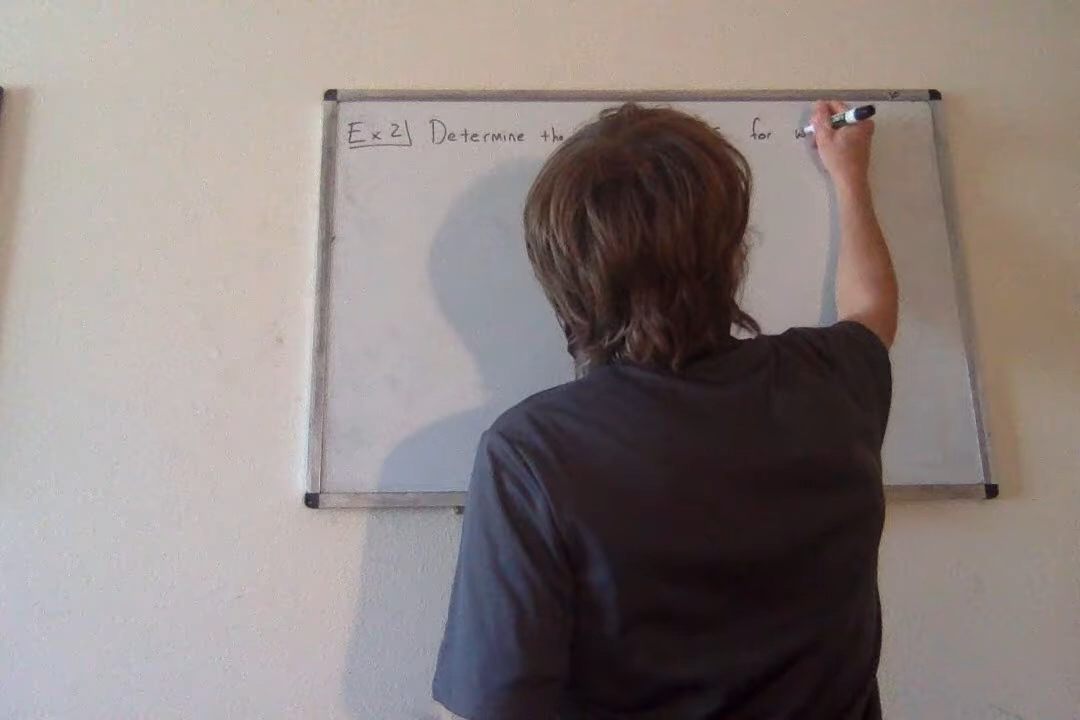 Ex 2] Determine the for